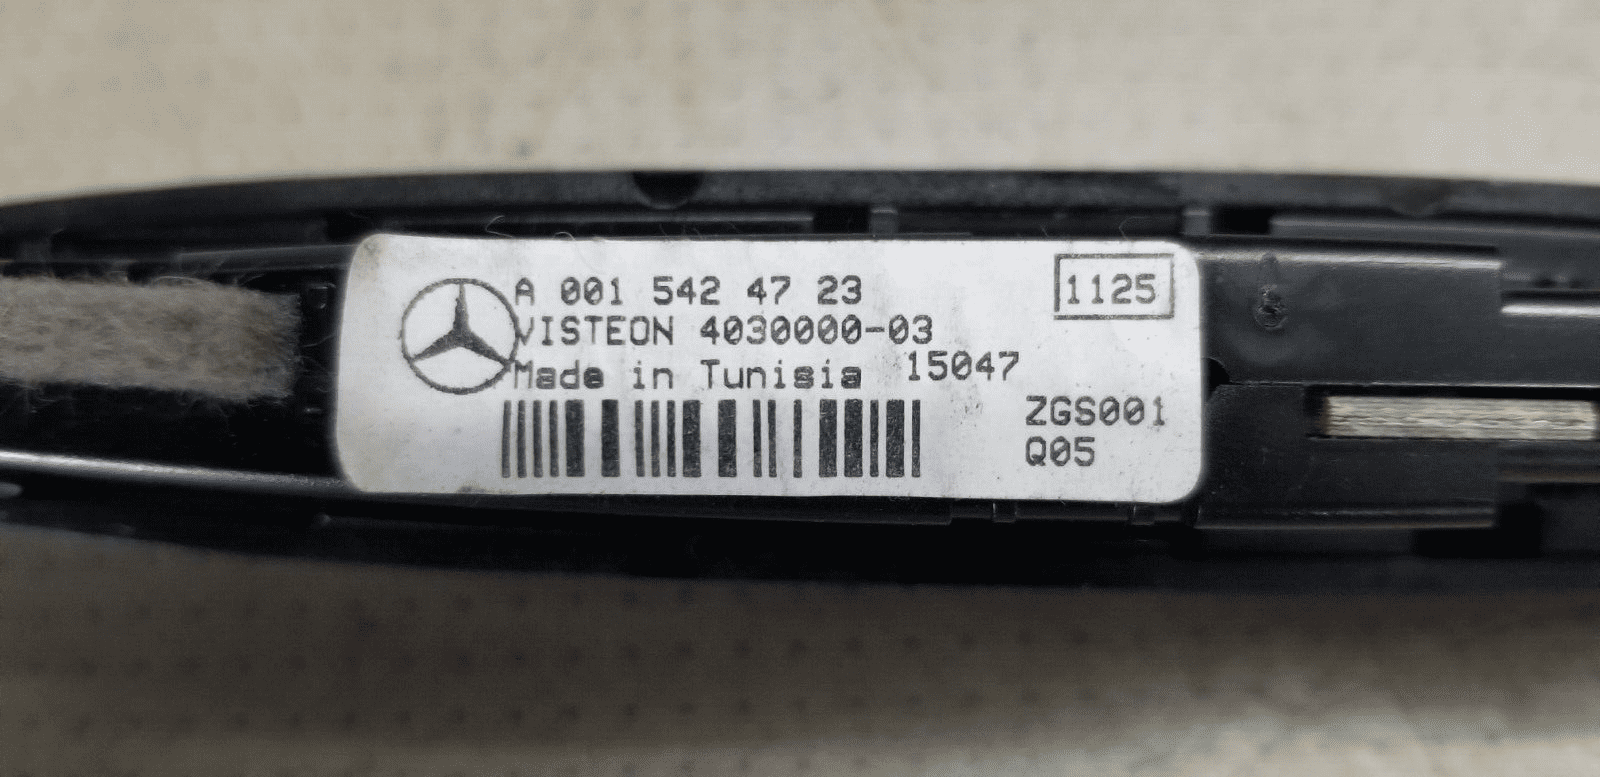 A 001 542 47 23
1125
VISTEON 4030000-03
Made in Tunisia 15047
ZGS001
Q05